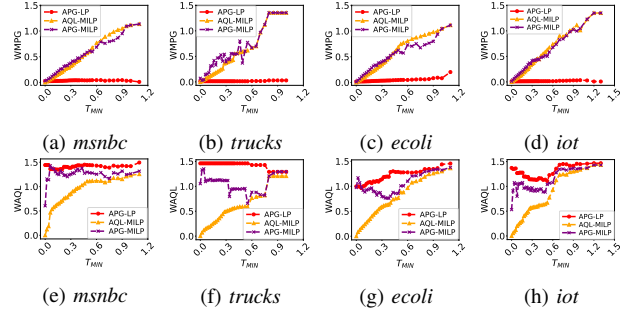 WMPG 1.5 1.0 0.5 0.0 0.0 0.3 0.6 0.9 1.2 T_MIN APG-LP AQL-MILP APG-MILP
WMPG 1.5 1.0 0.5 0.0 0.0 0.3 0.6 0.9 1.2 T_MIN APG-LP AQL-MILP APG-MILP
WMPG 1.5 1.0 0.5 0.0 0.0 0.3 0.6 0.9 1.2 T_MIN APG-LP AQL-MILP APG-MILP
WMPG 1.5 1.0 0.5 0.0 0.0 0.3 0.6 0.9 1.2 1.5 T_MIN APG-LP AQL-MILP APG-MILP
(a) msnbc (b) trucks (c) ecoli (d) iot
WAQL 1.5 1.0 0.5 0.0 0.0 0.3 0.6 0.9 1.2 T_MIN APG-LP AQL-MILP APG-MILP
WAQL 1.5 1.0 0.5 0.0 0.0 0.3 0.6 0.9 1.2 T_MIN APG-LP AQL-MILP APG-MILP
WAQL 1.5 1.0 0.5 0.0 0.0 0.3 0.6 0.9 1.2 T_MIN APG-LP AQL-MILP APG-MILP
WAQL 1.5 1.0 0.5 0.0 0.0 0.3 0.6 0.9 1.2 1.5 T_MIN APG-LP AQL-MILP APG-MILP
(e) msnbc (f) trucks (g) ecoli (h) iot